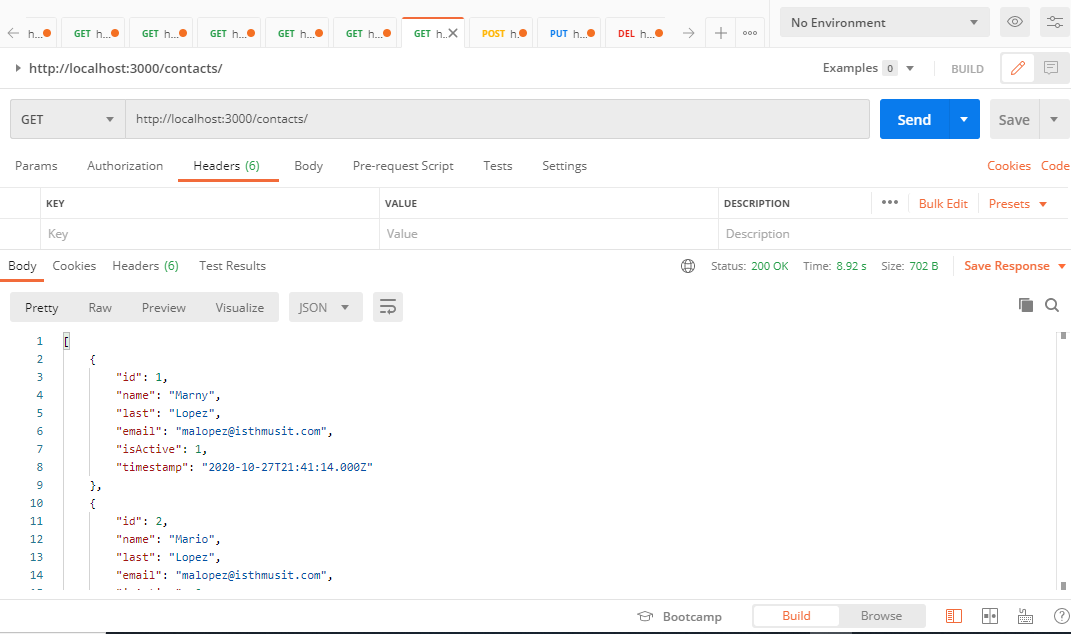 h... GET h... GET h... GET h... GET h... GET h... GET h.. POST h. PUT h... DEL h... No Environment
http://localhost:3000/contacts/ Examples 0 BUILD
GET http://localhost:3000/contacts/ Send Save
Params Authorization Headers (6) Body Pre-request Script Tests Settings Cookies Code
KEY VALUE DESCRIPTION ••• Bulk Edit Presets
Key Value Description
Body Cookies Headers (6) Test Results Status: 200 OK Time: 8.92 s Size: 702 B Save Response
Pretty Raw Preview Visualize JSON
1 [
2 {
3 "id": 1,
4 "name": "Marny",
5 "last": "Lopez",
6 "email": "malopez@isthmusit.com",
7 "isActive": 1,
8 "timestamp": "2020-10-27T21:41:14.000Z"
9 },
10 {
11 "id": 2,
12 "name": "Mario",
13 "last": "Lopez",
14 "email": "malopez@isthmusit.com",
Bootcamp Build Browse